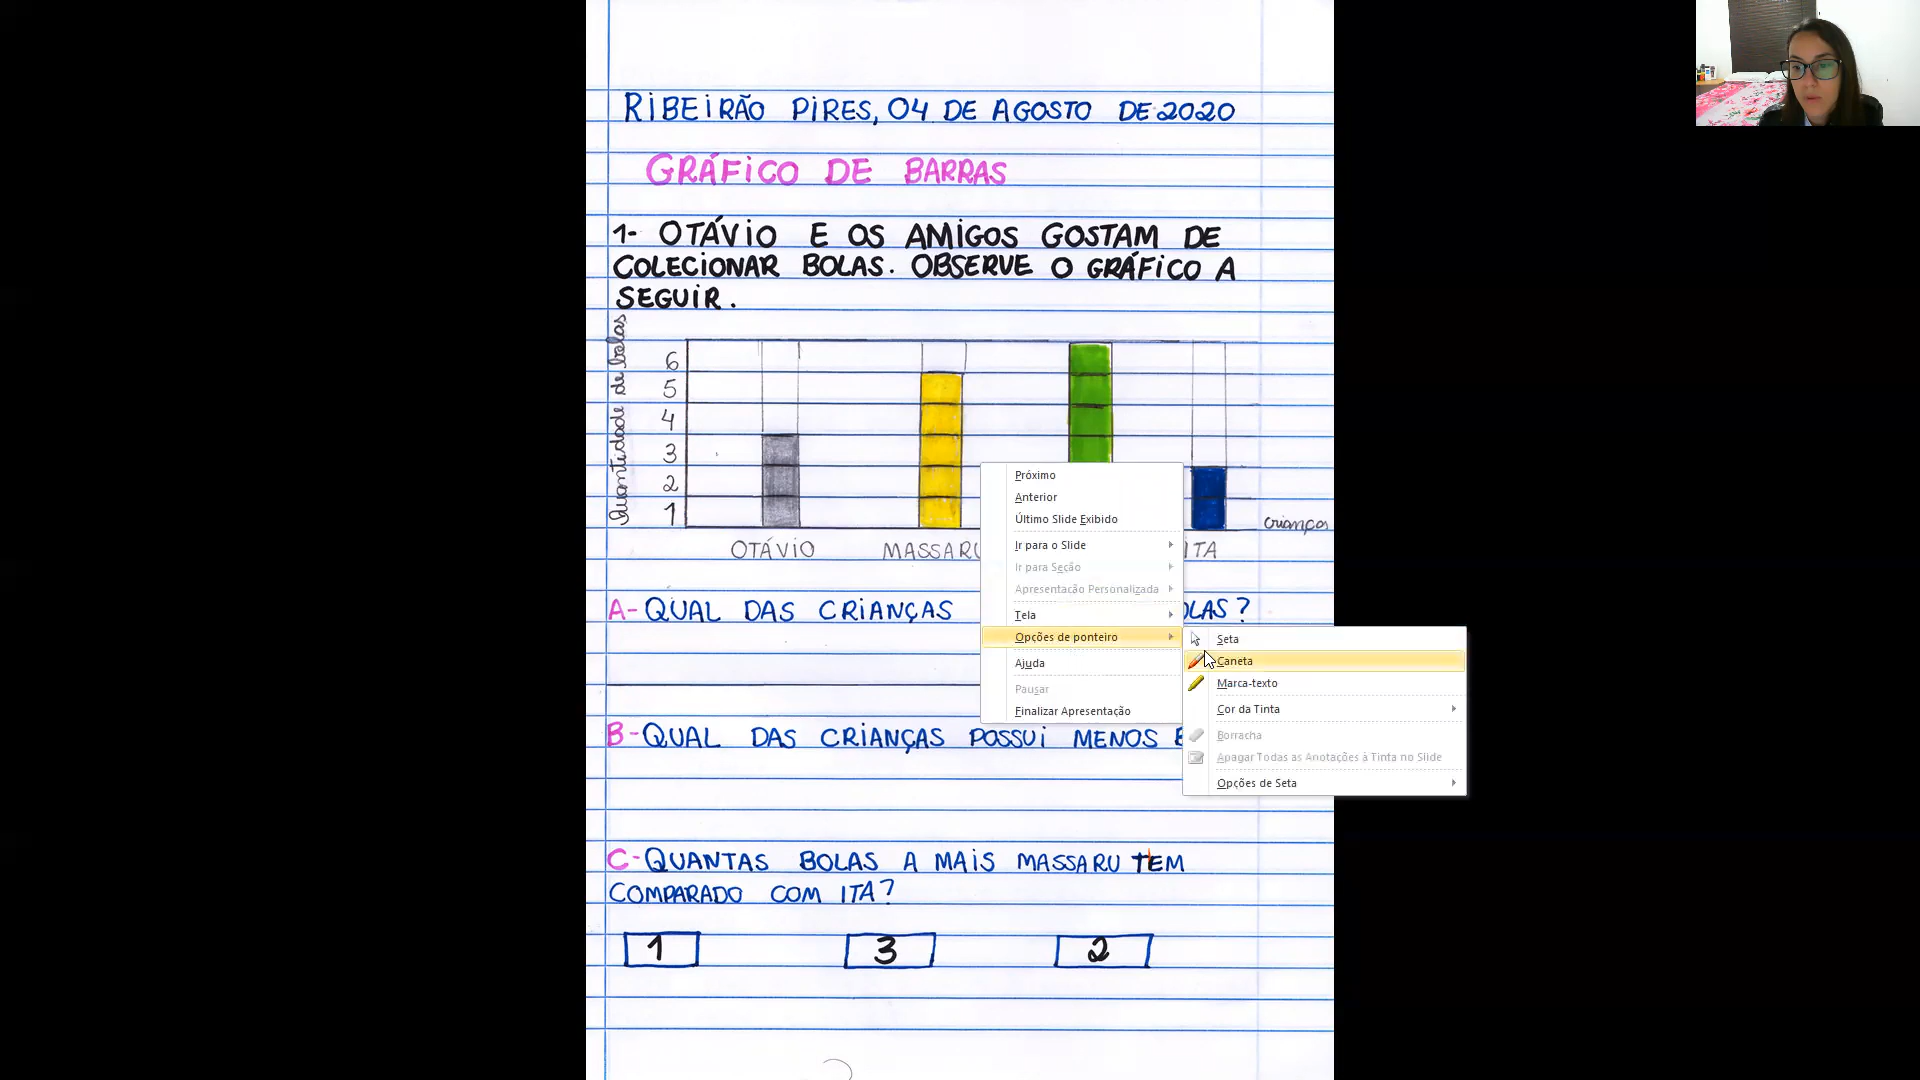 RIBEIRÃO PIRES, 04 DE AGOSTO DE 2020
GRÁFICO DE BARRAS
1- OTÁVIO E OS AMIGOS GOSTAM DE
COLECIONAR BOLAS. OBSERVE O GRÁFICO A
SEGUIR.
Quantidade de bolas
6
5
4
3
2
1
crianças
OTÁVIO MASSARU ITA
Próximo
Anterior
Último Slide Exibido
Ir para o Slide
Ir para Seção
Apresentação Personalizada
Tela
Opções de ponteiro
Ajuda
Pausar
Finalizar Apresentação
Seta
Caneta
Marca-texto
Cor da Tinta
Borracha
Apagar Todas as Anotações à Tinta no Slide
Opções de Seta
A- QUAL DAS CRIANÇAS OLAS?
B- QUAL DAS CRIANÇAS POSSUI MENOS
C- QUANTAS BOLAS A MAIS MASSARU TEM
COMPARADO COM ITA?
1 3 2